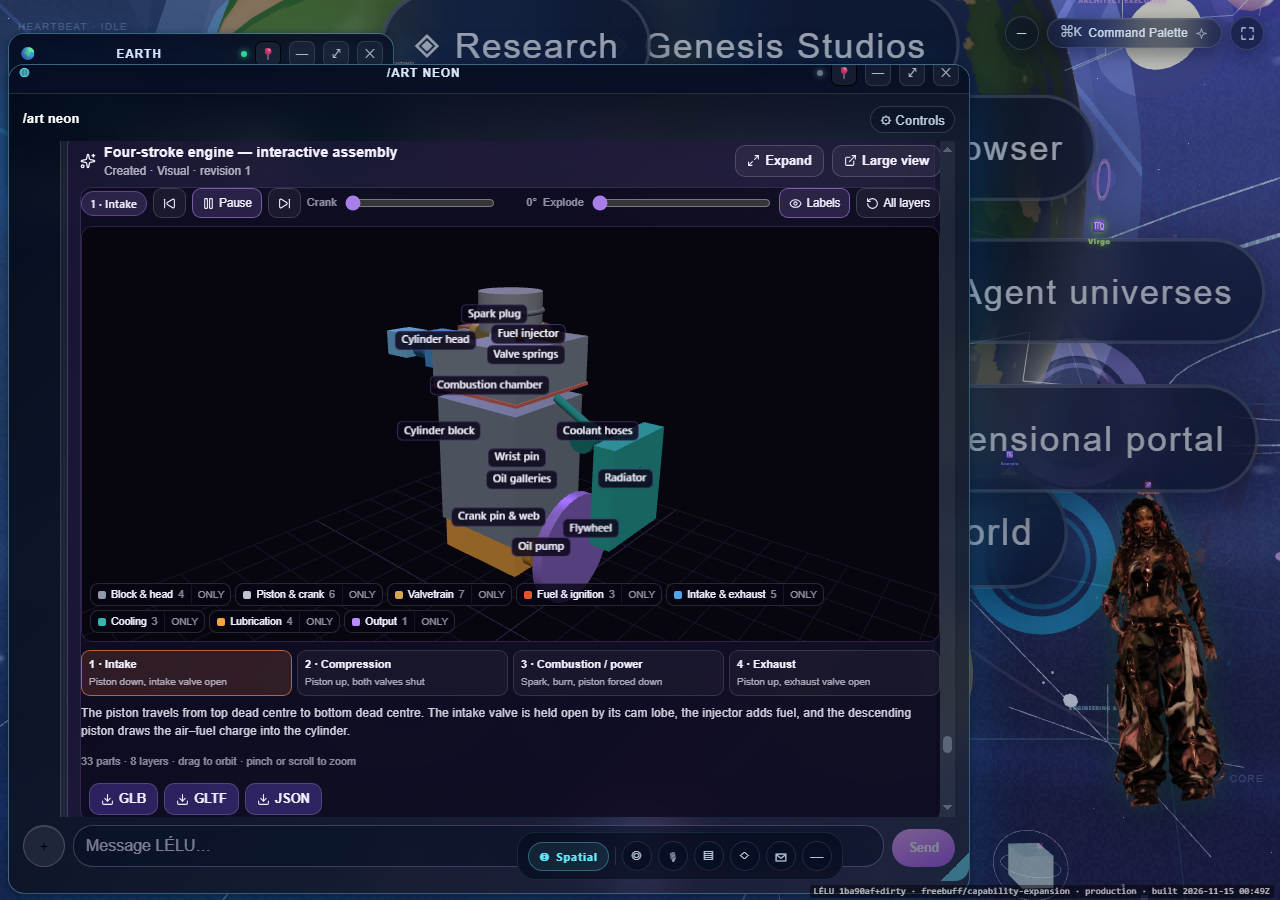 HEARTBEAT · IDLE
EARTH
Research
Genesis Studios
⌘K Command Palette
/ART NEON
/art neon
Controls
owser
Four-stroke engine — interactive assembly
Created · Visual · revision 1
Expand
Large view
1 · Intake
Pause
Crank
0°
Explode
Labels
All layers
Virgo
Agent universes
Spark plug
Cylinder head
Fuel injector
Valve springs
Combustion chamber
Cylinder block
Coolant hoses
Wrist pin
Oil galleries
Radiator
Crank pin & web
Flywheel
Oil pump
ensional portal
orld
Block & head 4 ONLY
Piston & crank 6 ONLY
Valvetrain 7 ONLY
Fuel & ignition 3 ONLY
Intake & exhaust 5 ONLY
Cooling 3 ONLY
Lubrication 4 ONLY
Output 1 ONLY
1 · Intake
Piston down, intake valve open
2 · Compression
Piston up, both valves shut
3 · Combustion / power
Spark, burn, piston forced down
4 · Exhaust
Piston up, exhaust valve open
The piston travels from top dead centre to bottom dead centre. The intake valve is held open by its cam lobe, the injector adds fuel, and the descending
piston draws the air–fuel charge into the cylinder.
33 parts · 8 layers · drag to orbit · pinch or scroll to zoom
GLB
GLTF
JSON
CORE
Message LÉLU...
Spatial
Send
LÉLU 1ba90af+dirty · freebuff/capability-expansion · production · built 2026-11-15 00:49Z